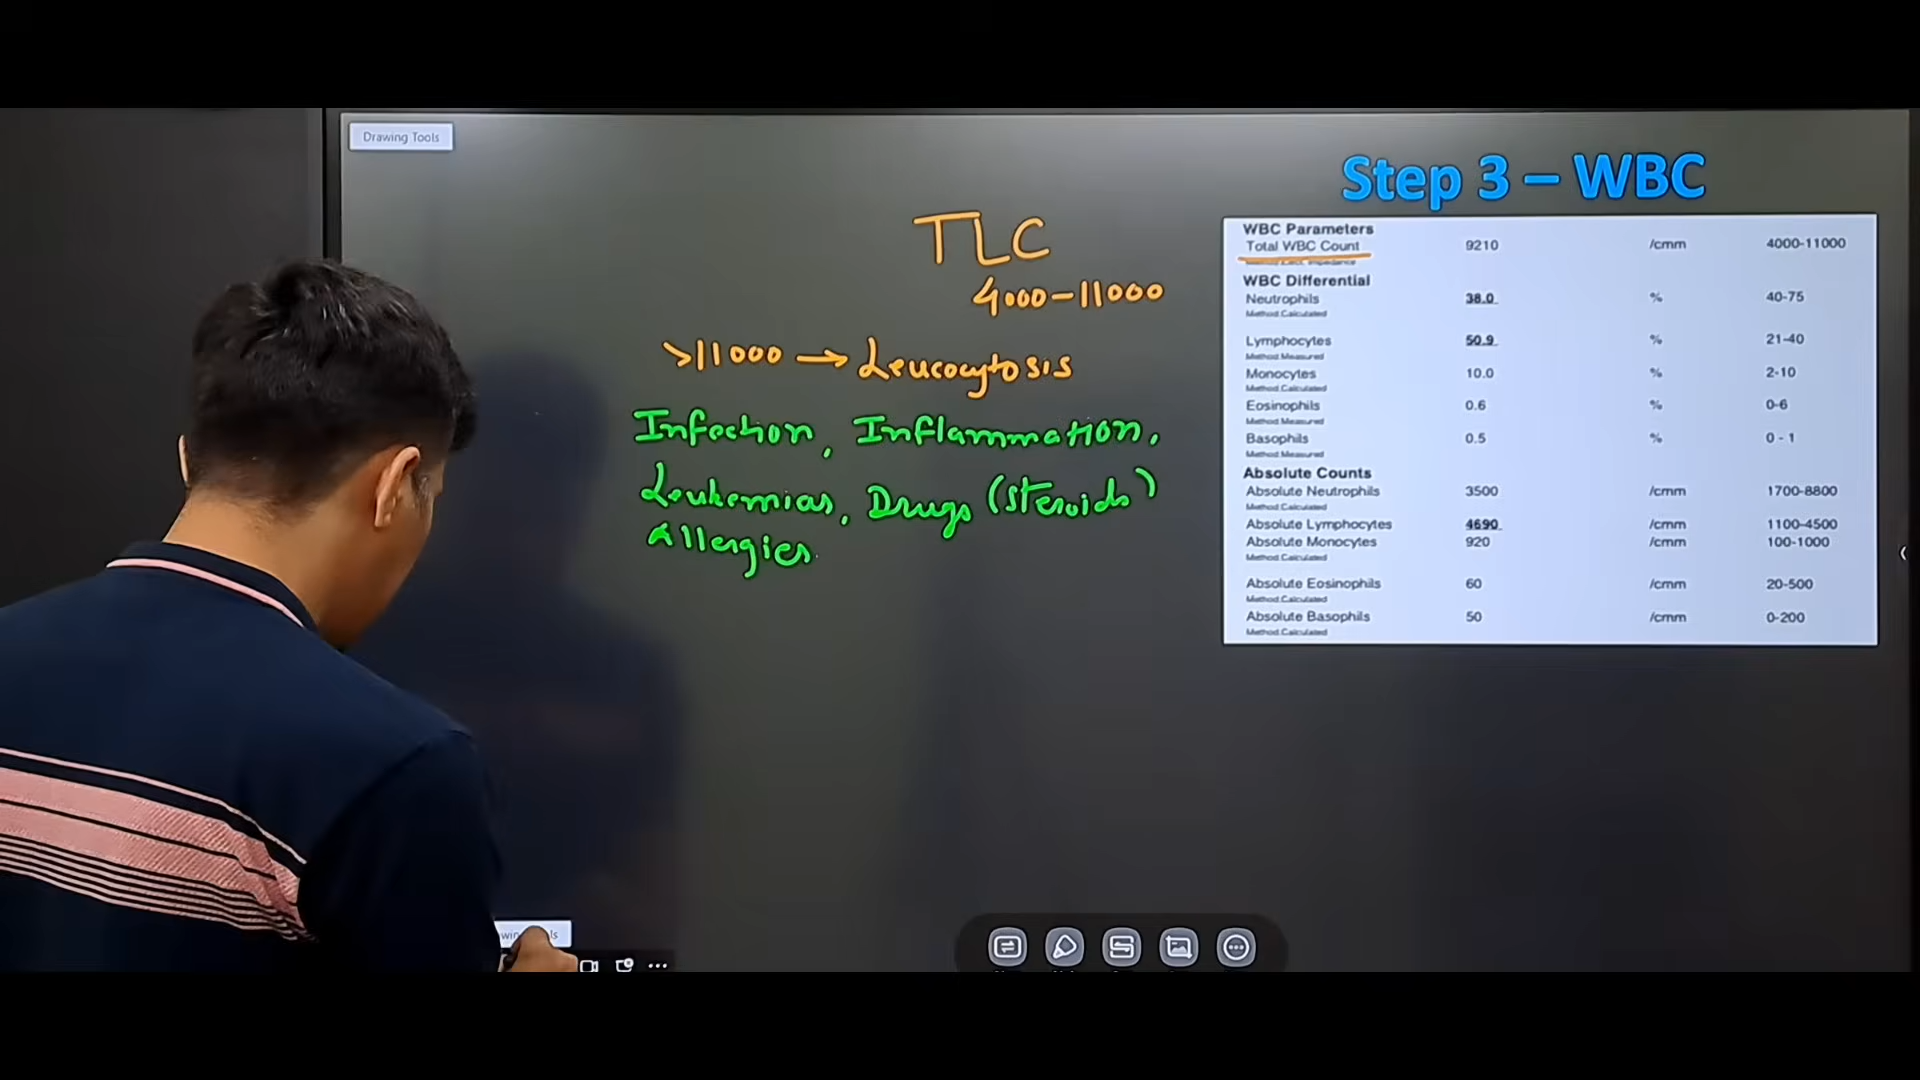 Drawing Tools
Step 3 – WBC
TLC
4000-11000
>11000 → Leucocytosis
Infection, Inflammation,
Leukemias, Drugs (steroids)
Allergies.
WBC Parameters
Total WBC Count 9210 /cmm 4000-11000
WBC Differential
Neutrophils 38.0 % 40-75
Method:Calculated
Lymphocytes 50.9 % 21-40
Method:Measured
Monocytes 10.0 % 2-10
Method:Calculated
Eosinophils 0.6 % 0-6
Method:Measured
Basophils 0.5 % 0 - 1
Method:Measured
Absolute Counts
Absolute Neutrophils 3500 /cmm 1700-8800
Method:Calculated
Absolute Lymphocytes 4690 /cmm 1100-4500
Absolute Monocytes 920 /cmm 100-1000
Method:Calculated
Absolute Eosinophils 60 /cmm 20-500
Method:Calculated
Absolute Basophils 50 /cmm 0-200
Method:Calculated